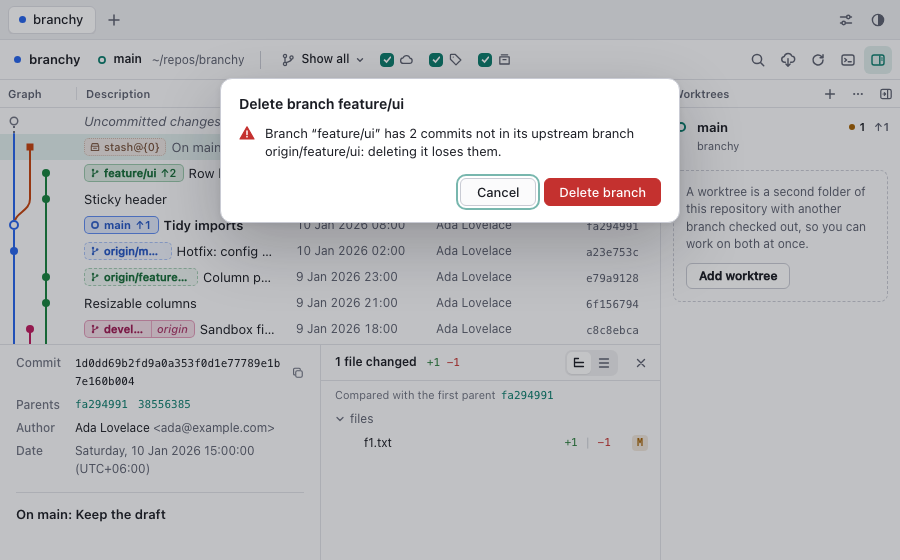 branchy
branchy main ~/repos/branchy Show all
Graph Description
Uncommitted changes
stash@{0} On main
feature/ui ↑2 Row
Sticky header
main ↑1 Tidy imports 10 Jan 2026 08:00 Ada Lovelace fa294991
origin/m... Hotfix: config ... 10 Jan 2026 02:00 Ada Lovelace a23e753c
origin/feature... Column p... 9 Jan 2026 23:00 Ada Lovelace e79a9128
Resizable columns 9 Jan 2026 21:00 Ada Lovelace 6f156794
devel... origin Sandbox fi... 9 Jan 2026 18:00 Ada Lovelace c8c8ebca
Delete branch feature/ui
Branch “feature/ui” has 2 commits not in its upstream branch
origin/feature/ui: deleting it loses them.
Cancel Delete branch
Worktrees
main 1 ↑1
branchy
A worktree is a second folder of
this repository with another
branch checked out, so you can
work on both at once.
Add worktree
Commit 1d0dd69b2fd9a0a353f0d1e77789e1b
7e160b004
Parents fa294991 38556385
Author Ada Lovelace <ada@example.com>
Date Saturday, 10 Jan 2026 15:00:00
(UTC+06:00)
On main: Keep the draft
1 file changed +1 −1
Compared with the first parent fa294991
files
f1.txt +1 −1 M